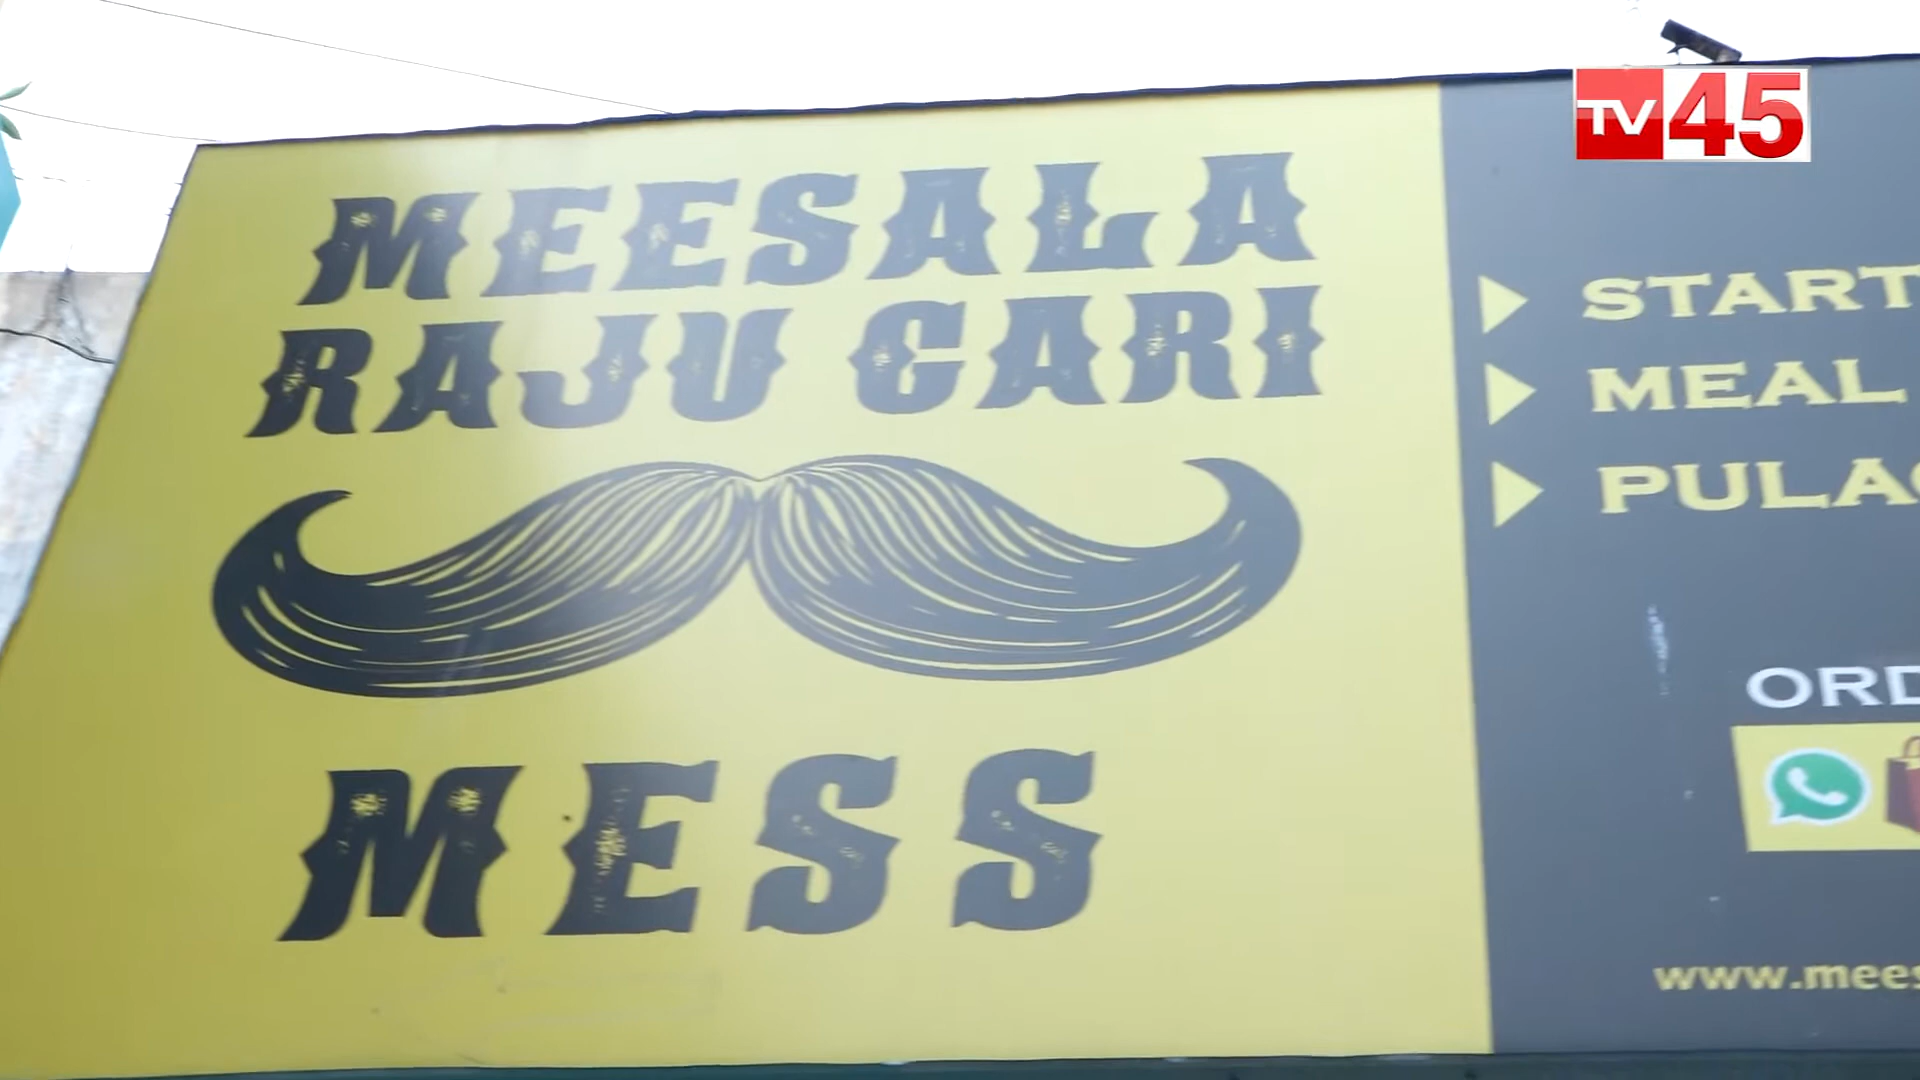 MEESALA
RAJU GARI
MESS
TV45
START
MEAL
PULAO
ORD
www.mees